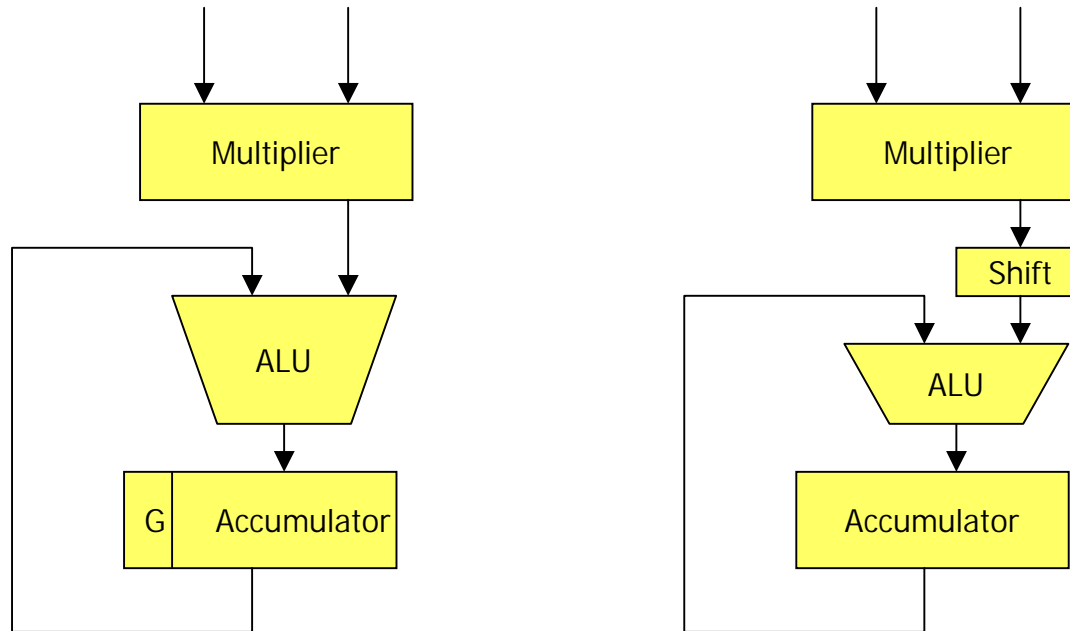 Multiplier
ALU
G
Accumulator
Multiplier
Shift
ALU
Accumulator